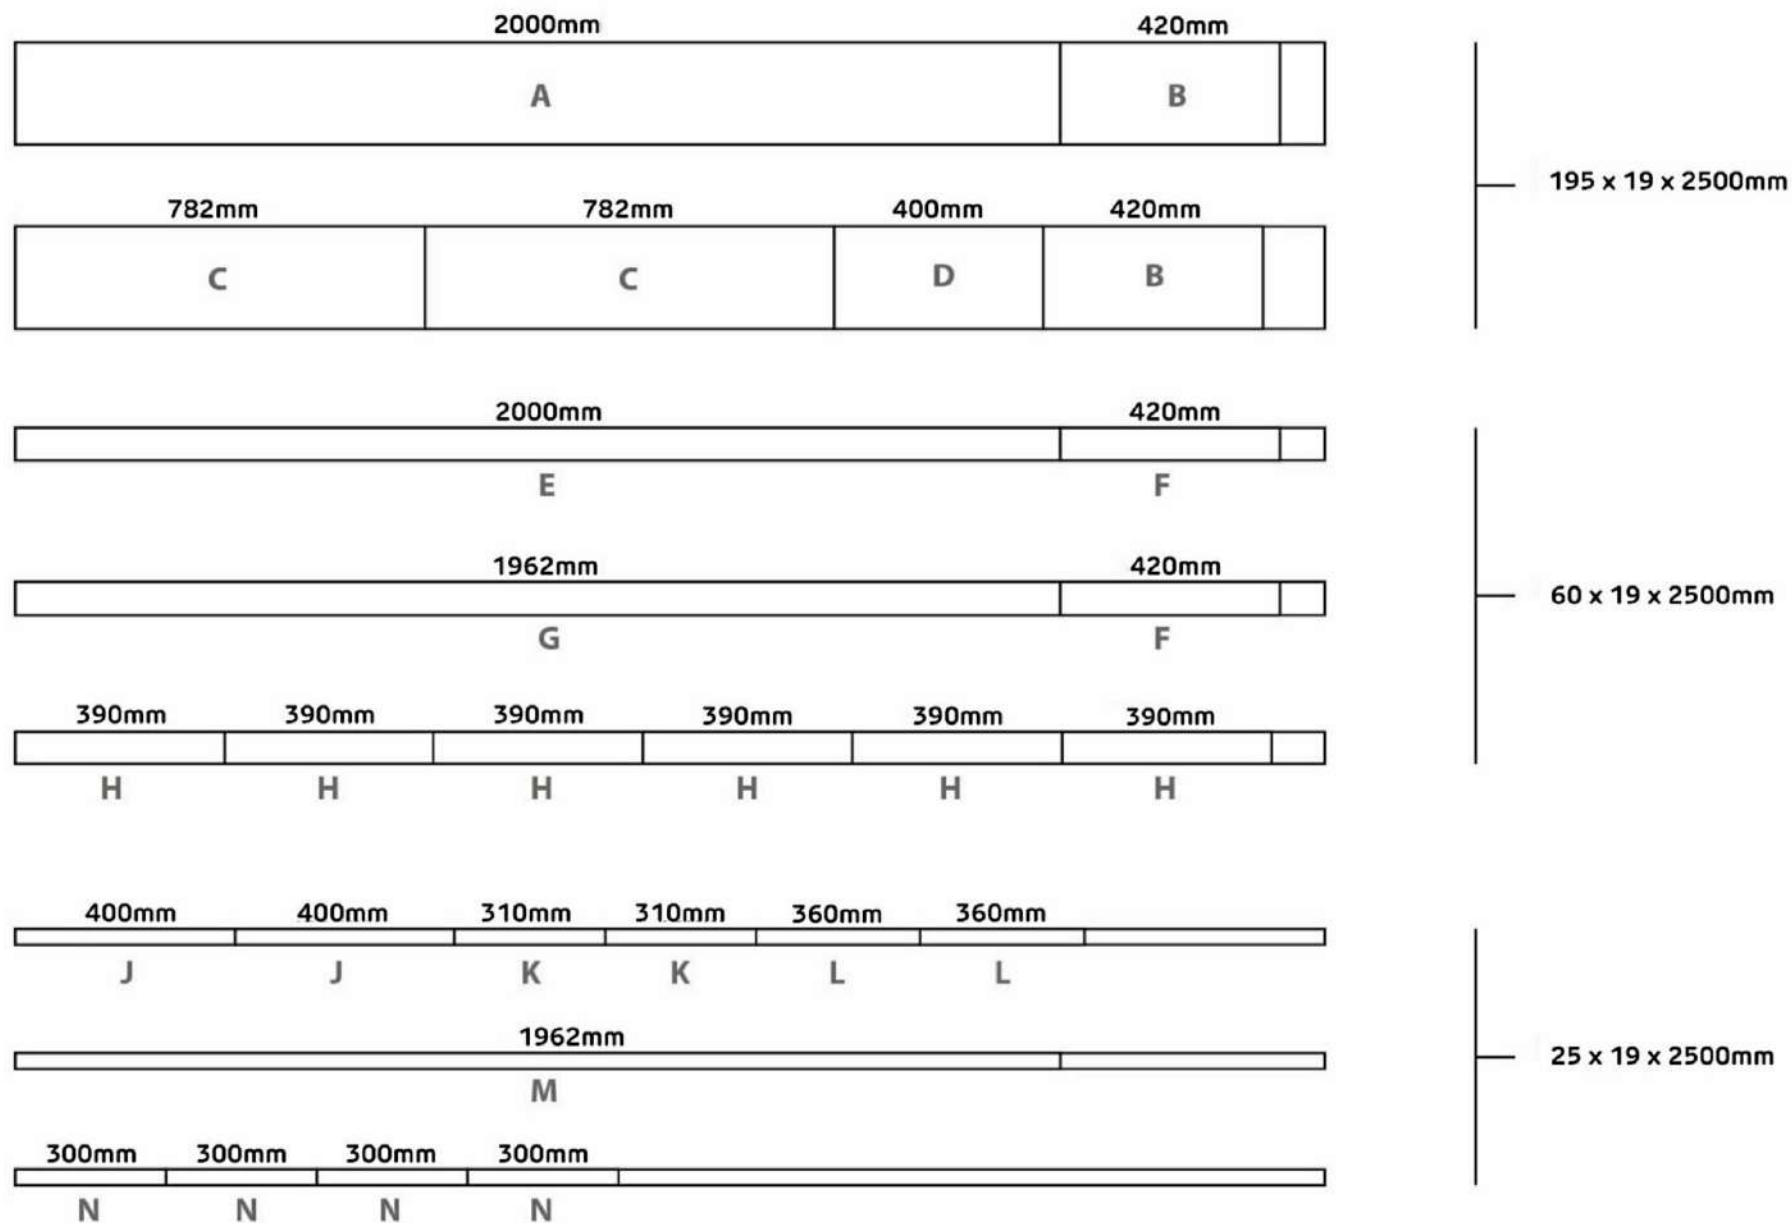 2000mm 420mm
A B
195 x 19 x 2500mm
782mm 782mm 400mm 420mm
C C D B
2000mm 420mm
E F
1962mm 420mm
60 x 19 x 2500mm
G F
390mm 390mm 390mm 390mm 390mm 390mm
H H H H H H
400mm 400mm 310mm 310mm 360mm 360mm
J J K K L L
1962mm
25 x 19 x 2500mm
M
300mm 300mm 300mm 300mm
N N N N